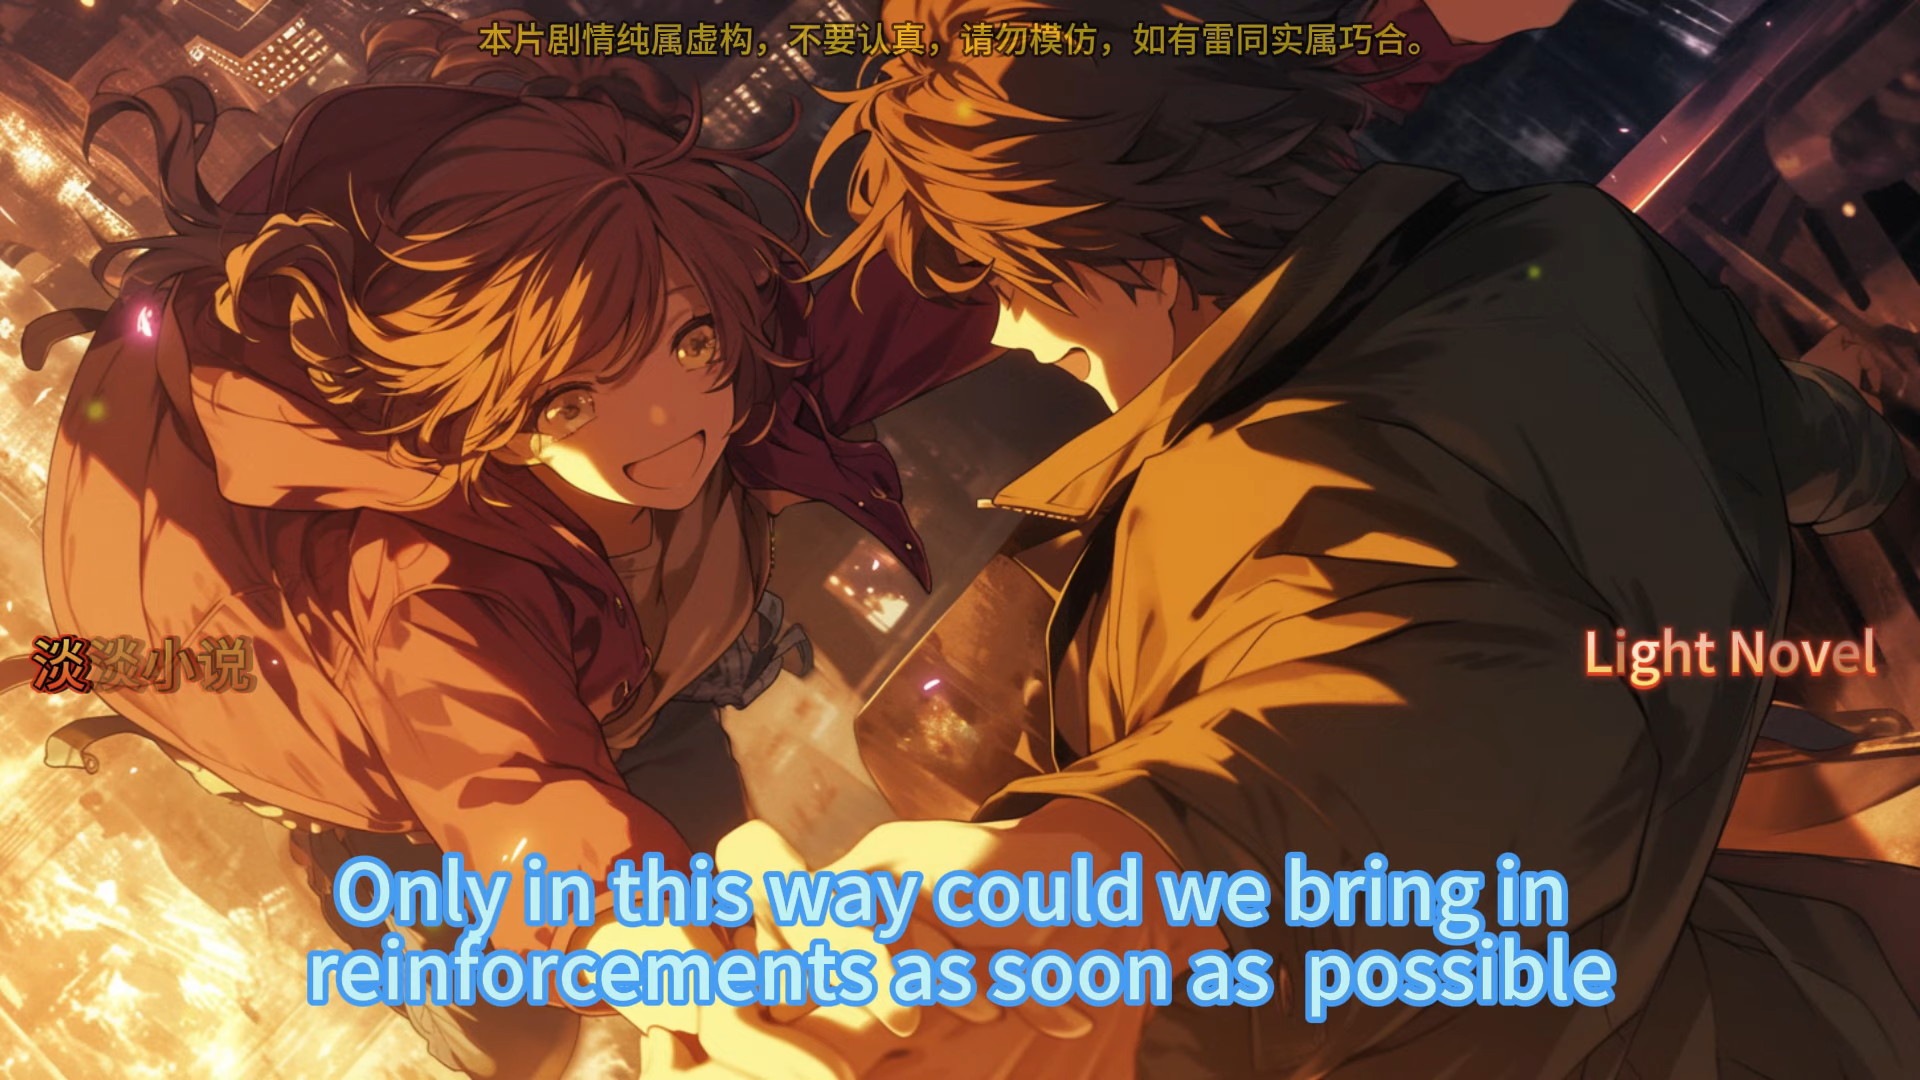 本片剧情纯属虚构，不要认真，请勿模仿，如有雷同实属巧合。
淡淡小说
Light Novel
Only in this way could we bring in
reinforcements as soon as possible